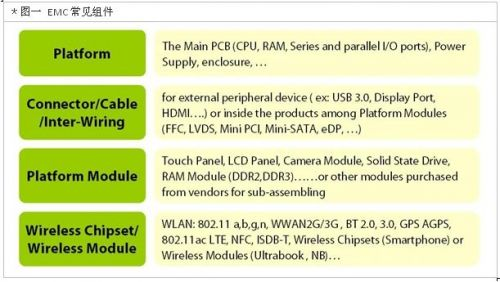 *图一 EMC 常见组件
Platform
The Main PCB (CPU, RAM, Series and parallel I/O ports), Power
Supply, enclosure, …
Connector/Cable
/Inter-Wiring
for external peripheral device ( ex: USB 3.0, Display Port,
HDMI….) or inside the products among Platform Modules
(FFC, LVDS, Mini PCI, Mini-SATA, eDP, …)
Platform Module
Touch Panel, LCD Panel, Camera Module, Solid State Drive,
RAM Module (DDR2,DDR3)……or other modules purchased
from vendors for sub-assembling
Wireless Chipset/
Wireless Module
WLAN: 802.11 a,b,g,n, WWAN2G/3G , BT 2.0, 3.0, GPS AGPS,
802.11ac LTE, NFC, ISDB-T, Wireless Chipsets (Smartphone) or
Wireless Modules (Ultrabook , NB)…